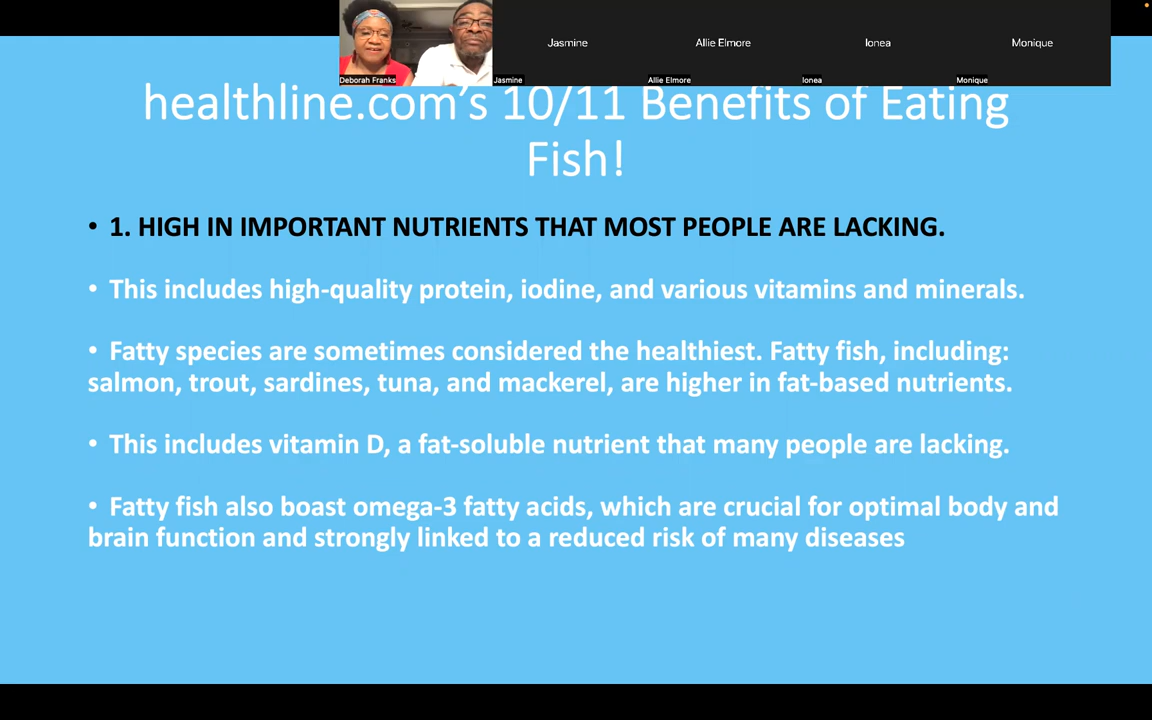 Jasmine
Allie Elmore
Ionea
Monique
Deborah Franks
Jasmine
Allie Elmore
Ionea
Monique
healthline.com's 10/11 Benefits of Eating
Fish!
• 1. HIGH IN IMPORTANT NUTRIENTS THAT MOST PEOPLE ARE LACKING.
• This includes high-quality protein, iodine, and various vitamins and minerals.
• Fatty species are sometimes considered the healthiest. Fatty fish, including:
salmon, trout, sardines, tuna, and mackerel, are higher in fat-based nutrients.
• This includes vitamin D, a fat-soluble nutrient that many people are lacking.
• Fatty fish also boast omega-3 fatty acids, which are crucial for optimal body and
brain function and strongly linked to a reduced risk of many diseases